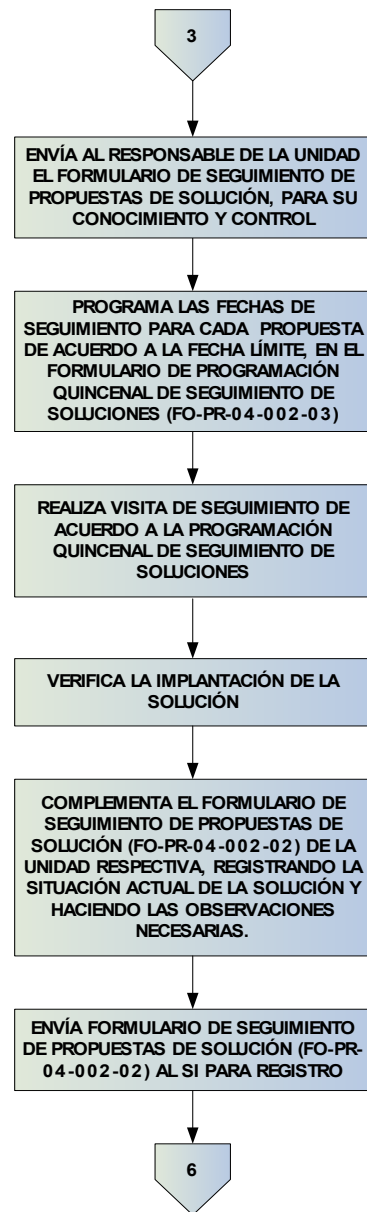 3
ENVÍA AL RESPONSABLE DE LA UNIDAD
EL FORMULARIO DE SEGUIMIENTO DE
PROPUESTAS DE SOLUCIÓN, PARA SU
CONOCIMIENTO Y CONTROL
PROGRAMA LAS FECHAS DE
SEGUIMIENTO PARA CADA PROPUESTA
DE ACUERDO A LA FECHA LÍMITE, EN EL
FORMULARIO DE PROGRAMACIÓN
QUINCENAL DE SEGUIMIENTO DE
SOLUCIONES (FO-PR-04-002-03)
REALIZA VISITA DE SEGUIMIENTO DE
ACUERDO A LA PROGRAMACIÓN
QUINCENAL DE SEGUIMIENTO DE
SOLUCIONES
VERIFICA LA IMPLANTACIÓN DE LA
SOLUCIÓN
COMPLEMENTA EL FORMULARIO DE
SEGUIMIENTO DE PROPUESTAS DE
SOLUCIÓN (FO-PR-04-002-02) DE LA
UNIDAD RESPECTIVA, REGISTRANDO LA
SITUACIÓN ACTUAL DE LA SOLUCIÓN Y
HACIENDO LAS OBSERVACIONES
NECESARIAS.
ENVÍA FORMULARIO DE SEGUIMIENTO
DE PROPUESTAS DE SOLUCIÓN (FO-PR-
04-002-02) AL SI PARA REGISTRO
6